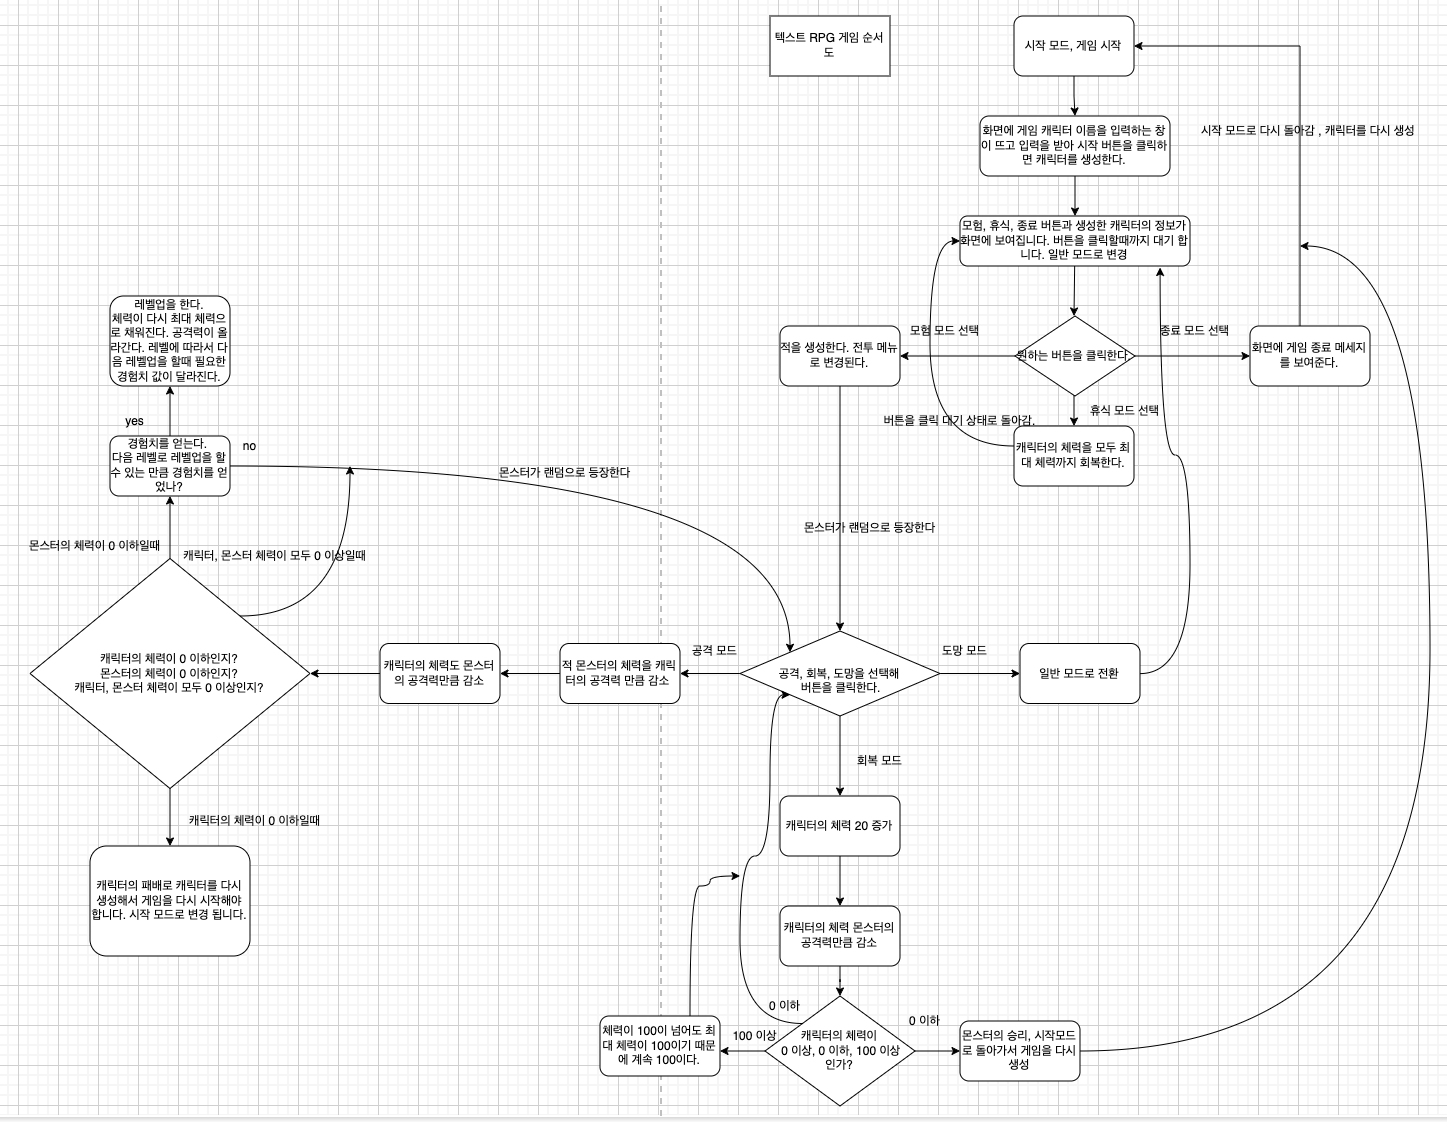 텍스트 RPG 게임 순서
도
시작 모드, 게임 시작
화면에 게임 캐릭터 이름을 입력하는 창
이 뜨고 입력을 받아 시작 버튼을 클릭하
면 캐릭터를 생성한다.
시작 모드로 다시 돌아감 , 캐릭터를 다시 생성
모험, 휴식, 종료 버튼과 생성한 캐릭터의 정보가
화면에 보여집니다. 버튼을 클릭할때까지 대기 합
니다. 일반 모드로 변경
모험 모드 선택
종료 모드 선택
적을 생성한다. 전투 메뉴
로 변경된다.
원하는 버튼을 클릭한다.
화면에 게임 종료 메세지
를 보여준다.
휴식 모드 선택
버튼을 클릭 대기 상태로 돌아감.
캐릭터의 체력을 모두 최
대 체력까지 회복한다.
레벨업을 한다.
체력이 다시 최대 체력으
로 채워진다. 공격력이 올
라간다. 레벨에 따라서 다
음 레벨업을 할때 필요한
경험치 값이 달라진다.
yes
no
경험치를 얻는다.
다음 레벨로 레벨업을 할
수 있는 만큼 경험치를 얻
었나?
몬스터가 랜덤으로 등장한다
몬스터가 랜덤으로 등장한다
몬스터의 체력이 0 이하일때
캐릭터, 몬스터 체력이 모두 0 이상일때
캐릭터의 체력이 0 이하인지?
몬스터의 체력이 0 이하인지?
캐릭터, 몬스터 체력이 모두 0 이상인지?
캐릭터의 체력도 몬스터
의 공격력만큼 감소
적 몬스터의 체력을 캐릭
터의 공격력 만큼 감소
공격 모드
공격, 회복, 도망을 선택해
버튼을 클릭한다.
도망 모드
일반 모드로 전환
회복 모드
캐릭터의 체력이 0 이하일때
캐릭터의 패배로 캐릭터를 다시
생성해서 게임을 다시 시작해야
합니다. 시작 모드로 변경 됩니다.
캐릭터의 체력 20 증가
캐릭터의 체력 몬스터의
공격력만큼 감소
0 이하
0 이하
100 이상
체력이 100이 넘어도 최
대 체력이 100이기 때문
에 계속 100이다.
캐릭터의 체력이
0 이상, 0 이하, 100 이상
인가?
몬스터의 승리, 시작모드
로 돌아가서 게임을 다시
생성